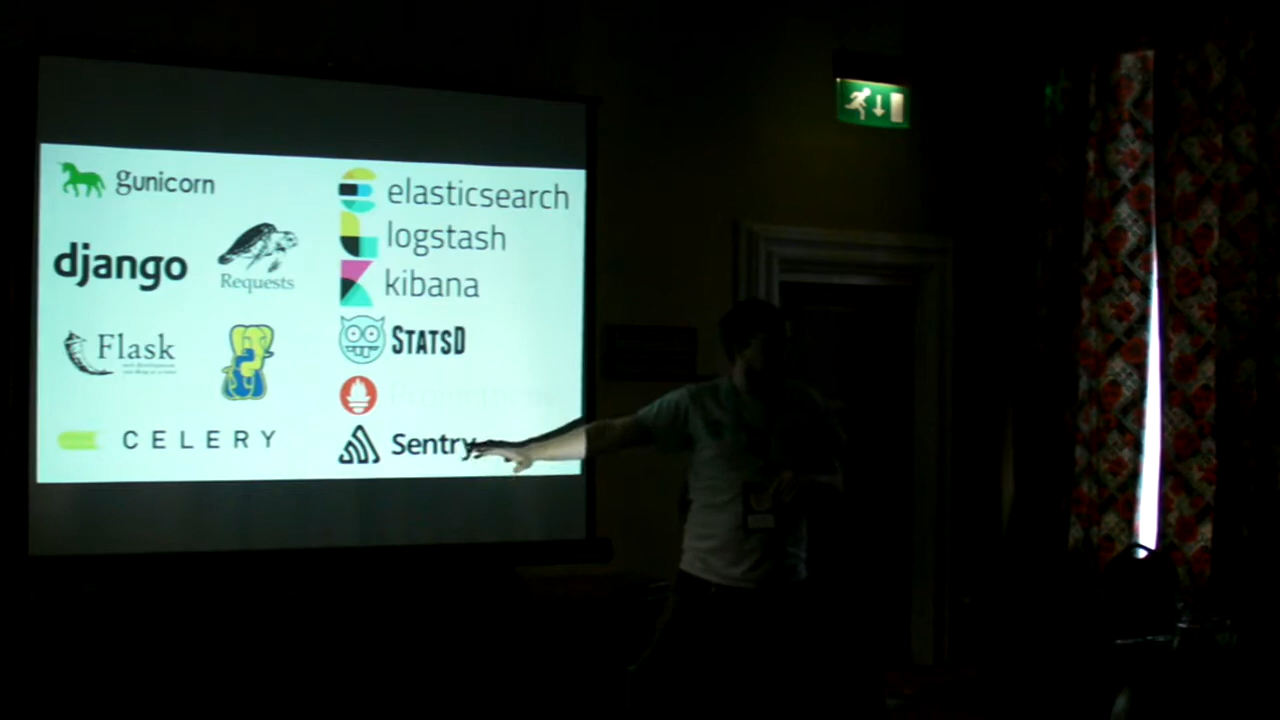 gunicorn
django
Requests
Flask
CELERY
elasticsearch
logstash
kibana
STATSD
Sentry